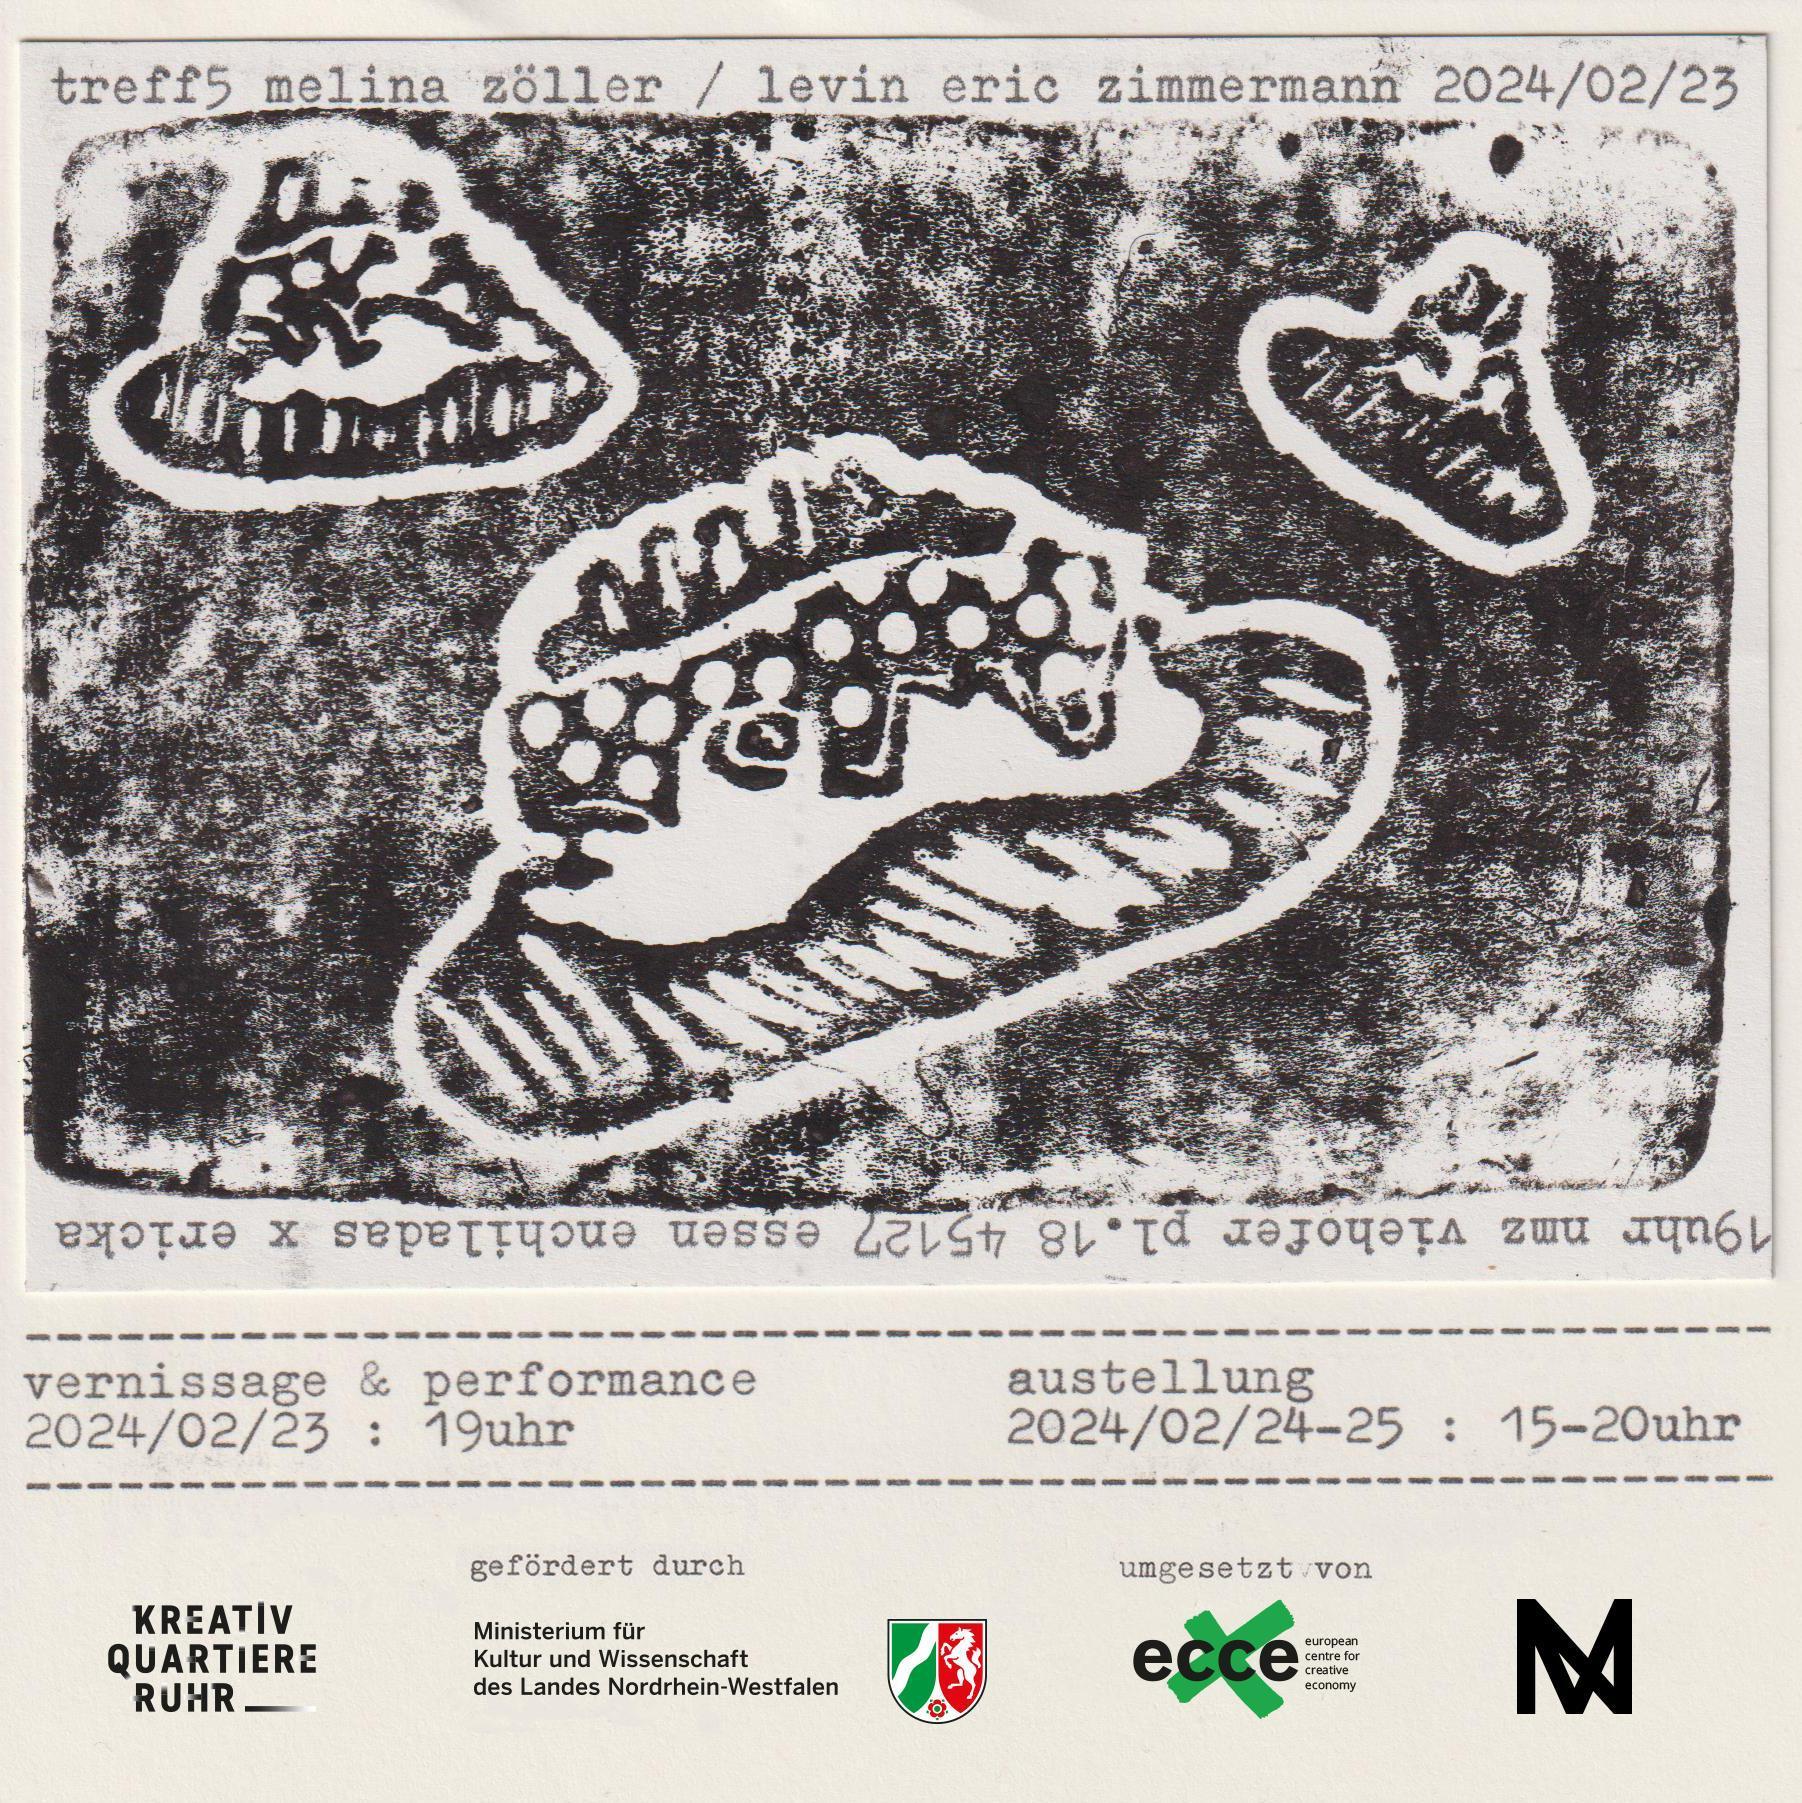 treff5 melina zöller / levin eric zimmermann 2024/02/23
19uhr nmz viehofer pl.18 45127 essen enchiladas x ericka
vernissage & performance
2024/02/23 : 19uhr
austellung
2024/02/24-25 : 15-20uhr
gefördert durch
umgesetzt von
KREATIV
QUARTIERE
RUHR
Ministerium für
Kultur und Wissenschaft
des Landes Nordrhein-Westfalen
ecce
european
centre for
creative
economy